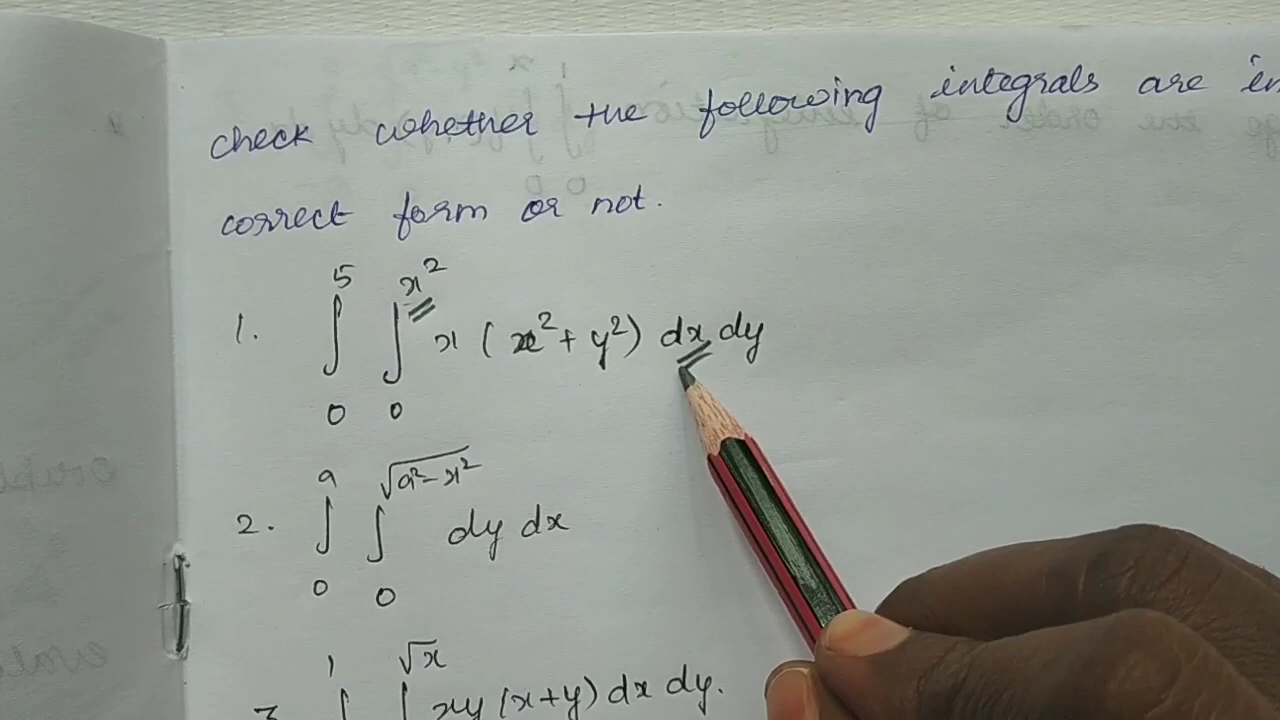 check whether the following integrals are in
correct form or not.
1. ∫₀⁵ ∫₀^{x²} x (x² + y²) dx dy
2. ∫₀^a ∫₀^{√(a²-x²)} dy dx
3 ∫^1 ∫^{√x} xy (x+y) dx dy.